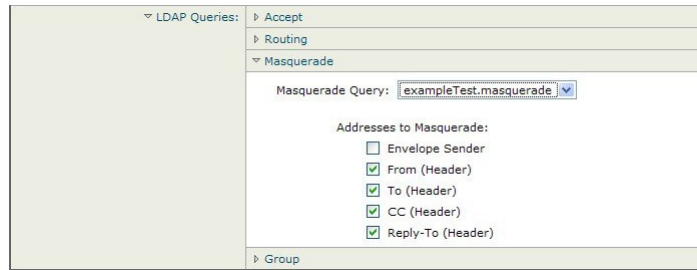 LDAP Queries:
Accept
Routing
Masquerade
Masquerade Query: exampleTest.masquerade
Addresses to Masquerade:
Envelope Sender
From (Header)
To (Header)
CC (Header)
Reply-To (Header)
Group